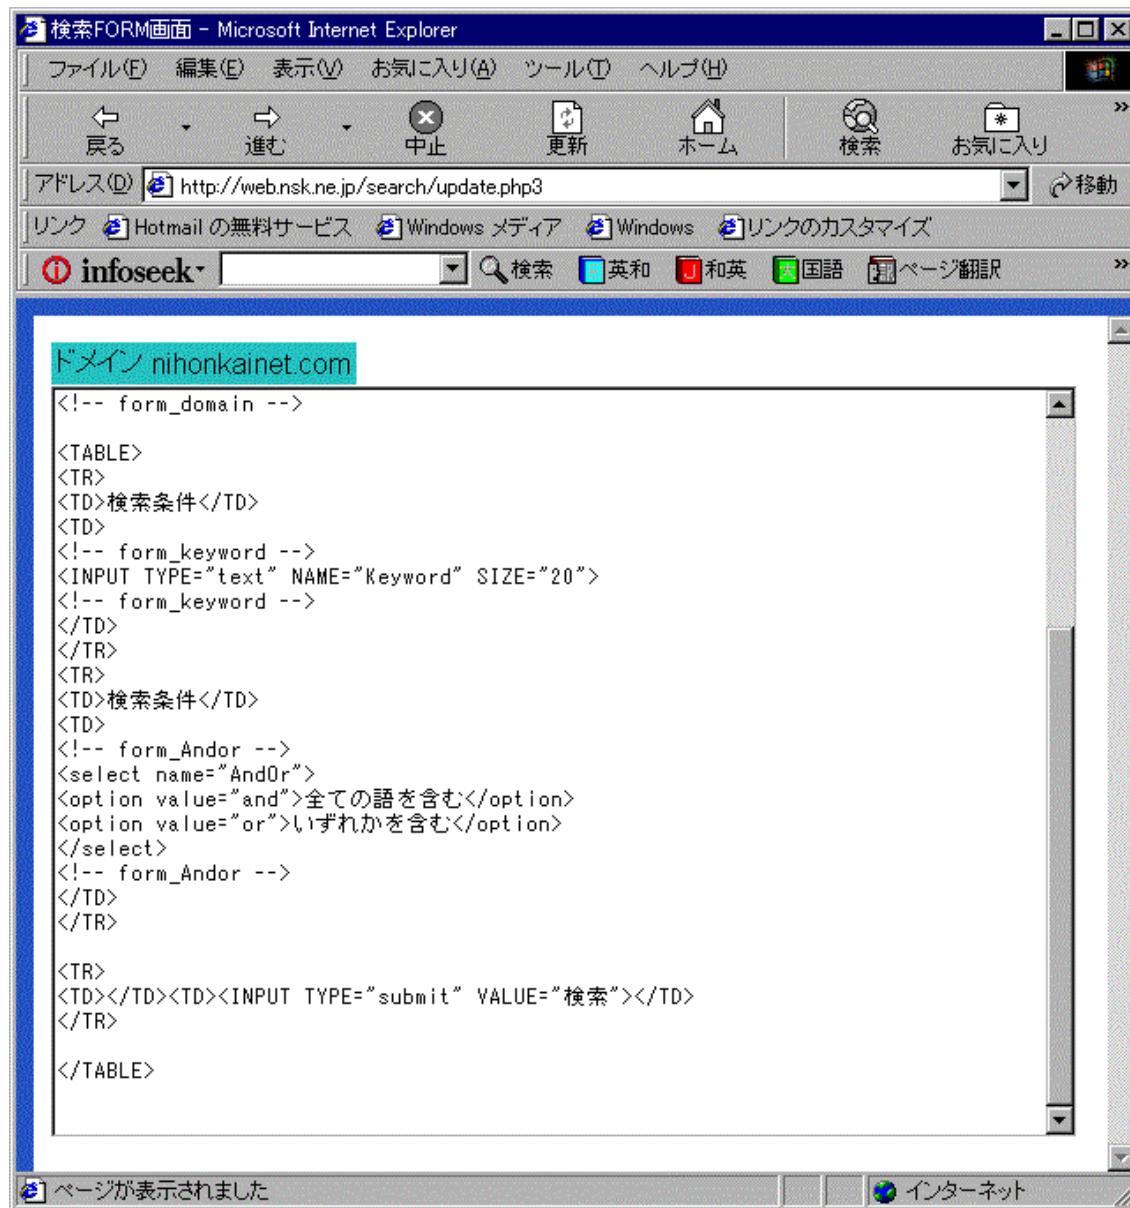 検索FORM画面 - Microsoft Internet Explorer
ファイル(F) 編集(E) 表示(V) お気に入り(A) ツール(T) ヘルプ(H)
戻る 進む 中止 更新 ホーム 検索 お気に入り »
アドレス(D) http://web.nsk.ne.jp/search/update.php3 移動
リンク Hotmail の無料サービス Windows メディア Windows リンクのカスタマイズ
infoseek 検索 英和 和英 国語 ページ翻訳 »
ドメイン nihonkainet.com
<!-- form_domain -->
<TABLE>
<TR>
<TD>検索条件</TD>
<TD>
<!-- form_keyword -->
<INPUT TYPE="text" NAME="Keyword" SIZE="20">
<!-- form_keyword -->
</TD>
</TR>
<TR>
<TD>検索条件</TD>
<TD>
<!-- form_Andor -->
<select name="AndOr">
<option value="and">全ての語を含む</option>
<option value="or">いずれかを含む</option>
</select>
<!-- form_Andor -->
</TD>
</TR>
<TR>
<TD></TD><TD><INPUT TYPE="submit" VALUE="検索"></TD>
</TR>
</TABLE>
ページが表示されました インターネット